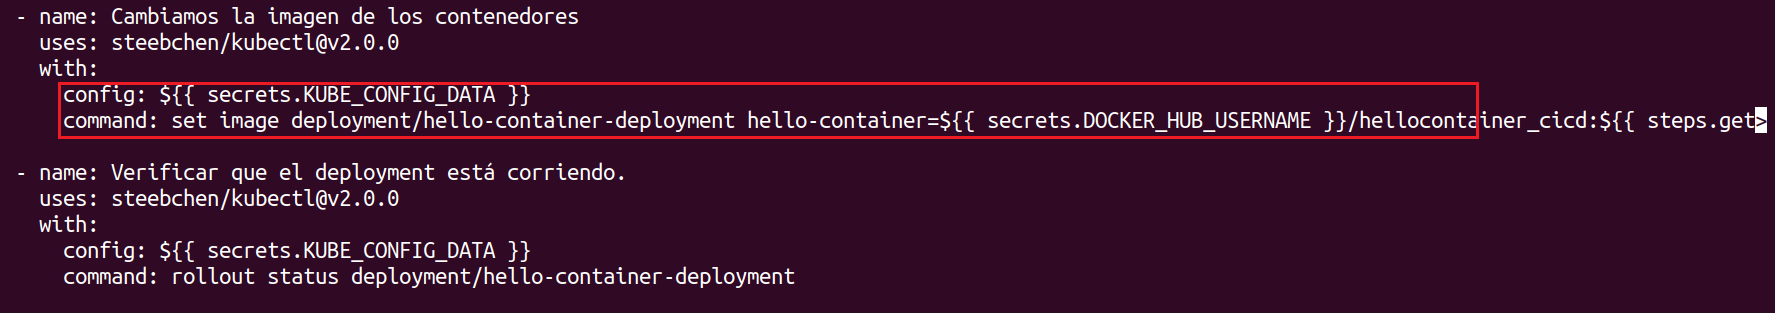 - name: Cambiamos la imagen de los contenedores
uses: steebchen/kubectl@v2.0.0
with:
config: ${{ secrets.KUBE_CONFIG_DATA }}
command: set image deployment/hello-container-deployment hello-container=${{ secrets.DOCKER_HUB_USERNAME }}/hellocontainer_cicd:${{ steps.get>
- name: Verificar que el deployment está corriendo.
uses: steebchen/kubectl@v2.0.0
with:
config: ${{ secrets.KUBE_CONFIG_DATA }}
command: rollout status deployment/hello-container-deployment